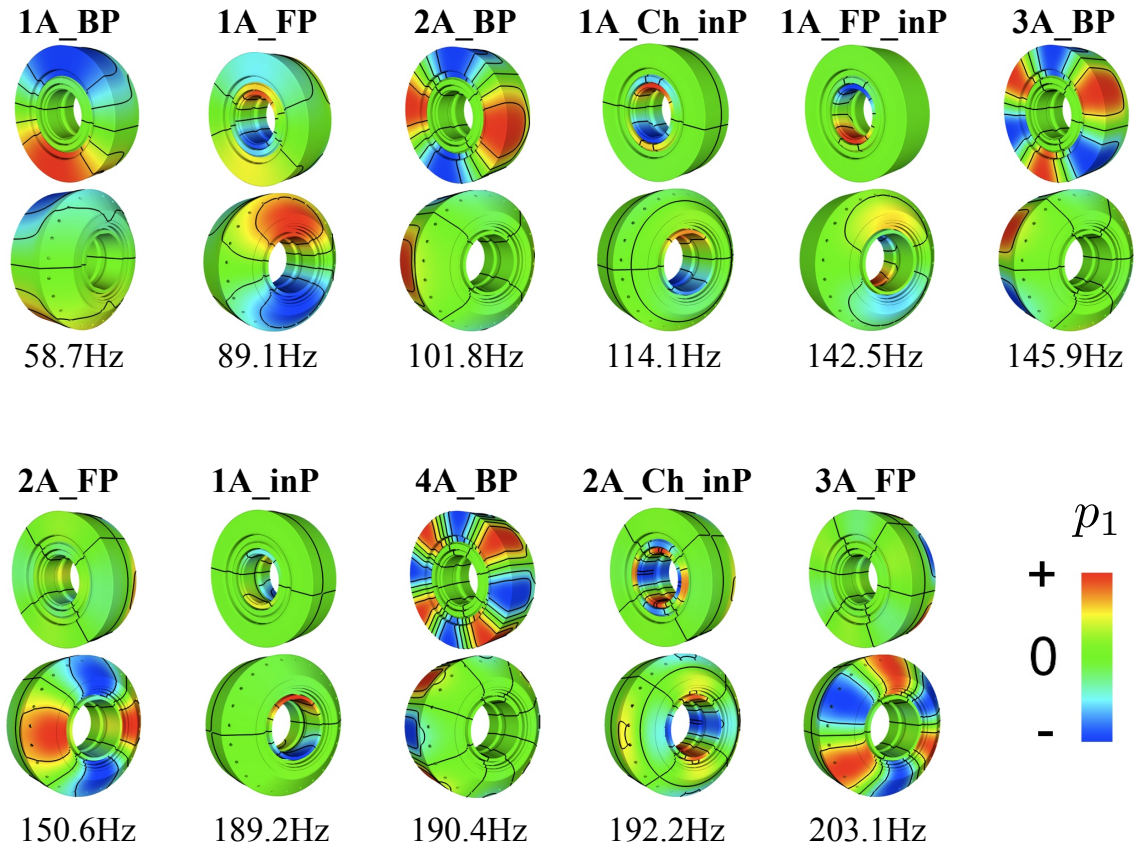 1A_BP 1A_FP 2A_BP 1A_Ch_inP 1A_FP_inP 3A_BP
58.7Hz 89.1Hz 101.8Hz 114.1Hz 142.5Hz 145.9Hz
2A_FP 1A_inP 4A_BP 2A_Ch_inP 3A_FP
p1
+
0
-
150.6Hz 189.2Hz 190.4Hz 192.2Hz 203.1Hz